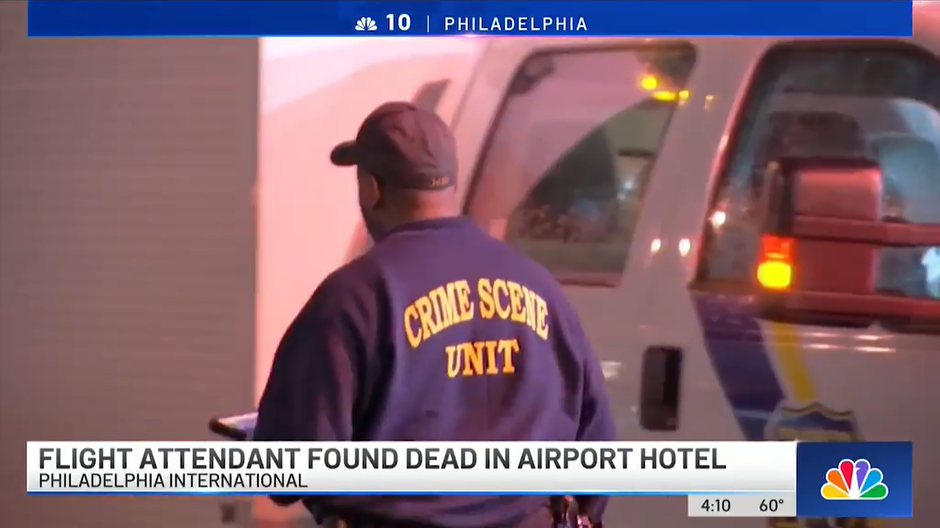 10 | PHILADELPHIA
CRIME SCENE
UNIT
FLIGHT ATTENDANT FOUND DEAD IN AIRPORT HOTEL
PHILADELPHIA INTERNATIONAL
4:10 60°